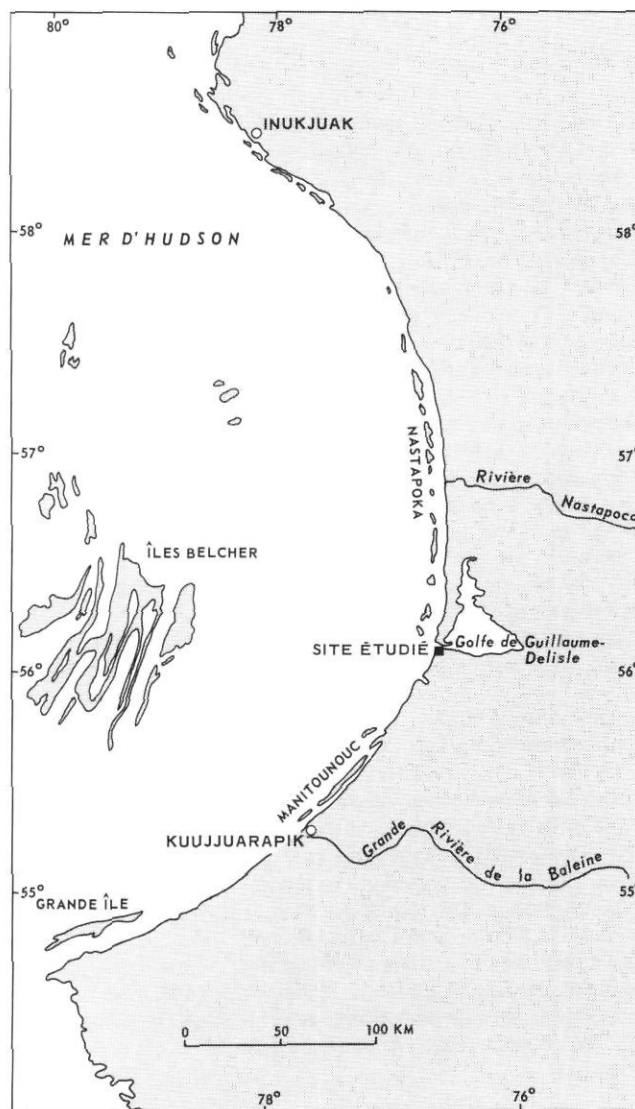 80°
78°
76°
INUKJUAK
58°
58°
MER D'HUDSON
57°
57°
NASTAPOKA
Rivière
Nastapoca
ÎLES BELCHER
SITE ÉTUDIÉ
Golfe de Guillaume-
Delisle
56°
56°
MANITOUNOUC
KUUJJUARAPIK
Grande
Rivière
de la Baleine
55°
55°
GRANDE ÎLE
0 50 100 KM
78°
76°